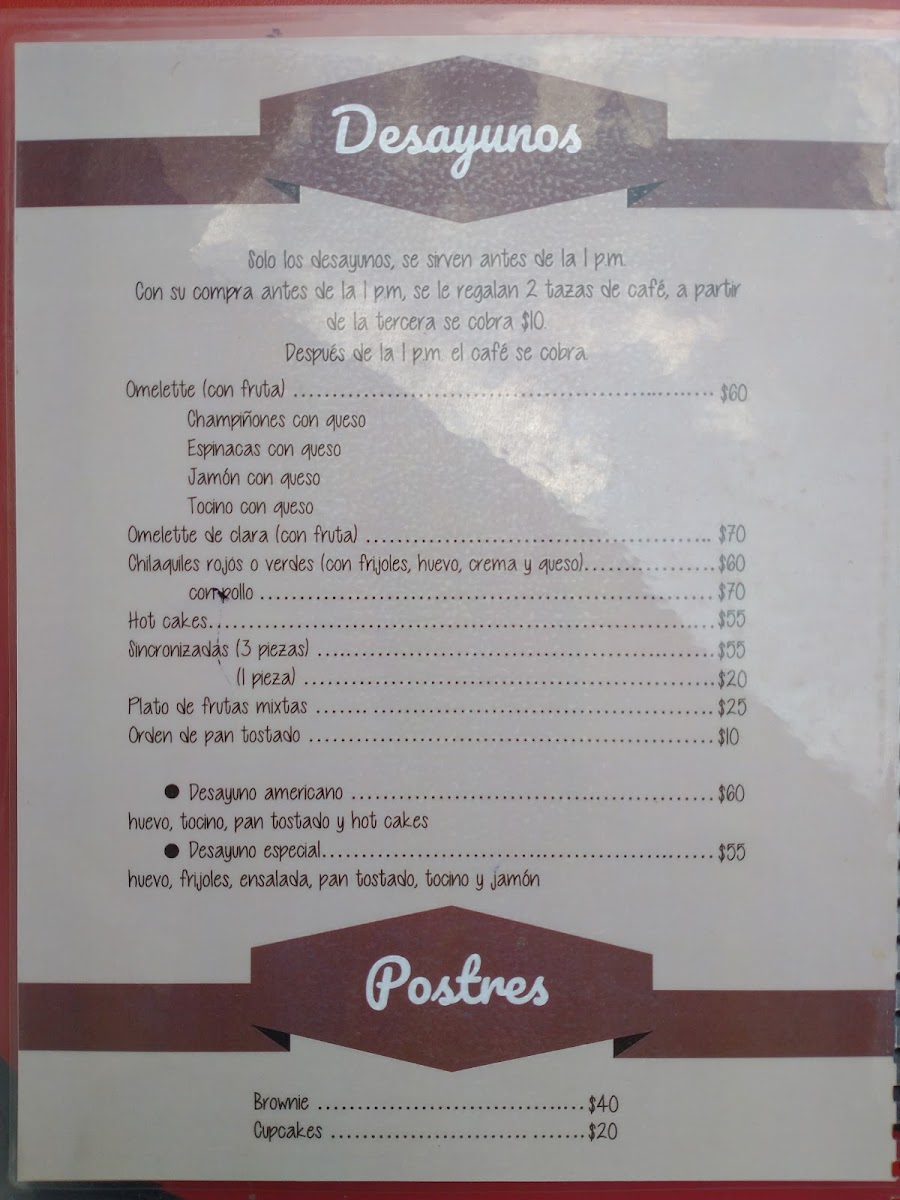 Desayunos
Solo los desayunos, se sirven antes de la 1 p.m.
Con su compra antes de la 1 p.m, se le regalan 2 tazas de café, a partir
de la tercera se cobra $10.
Después de la 1 p.m. el café se cobra.
Omelette (con fruta) ........................................................ $60
Champiñones con queso
Espinacas con queso
Jamón con queso
Tocino con queso
Omelette de clara (con fruta) ............................................. $70
Chilaquiles rojos o verdes (con frijoles, huevo, crema y queso)................. $60
con pollo ........................................................... $70
Hot cakes................................................................... $55
Sincronizadas (3 piezas) .................................................... $55
(1 pieza) ..................................................... $20
Plato de frutas mixtas ...................................................... $25
Orden de pan tostado ....................................................... $10
● Desayuno americano .................................................. $60
huevo, tocino, pan tostado y hot cakes
● Desayuno especial..................................................... $55
huevo, frijoles, ensalada, pan tostado, tocino y jamón
Postres
Brownie .................................... $40
Cupcakes .................................. $20